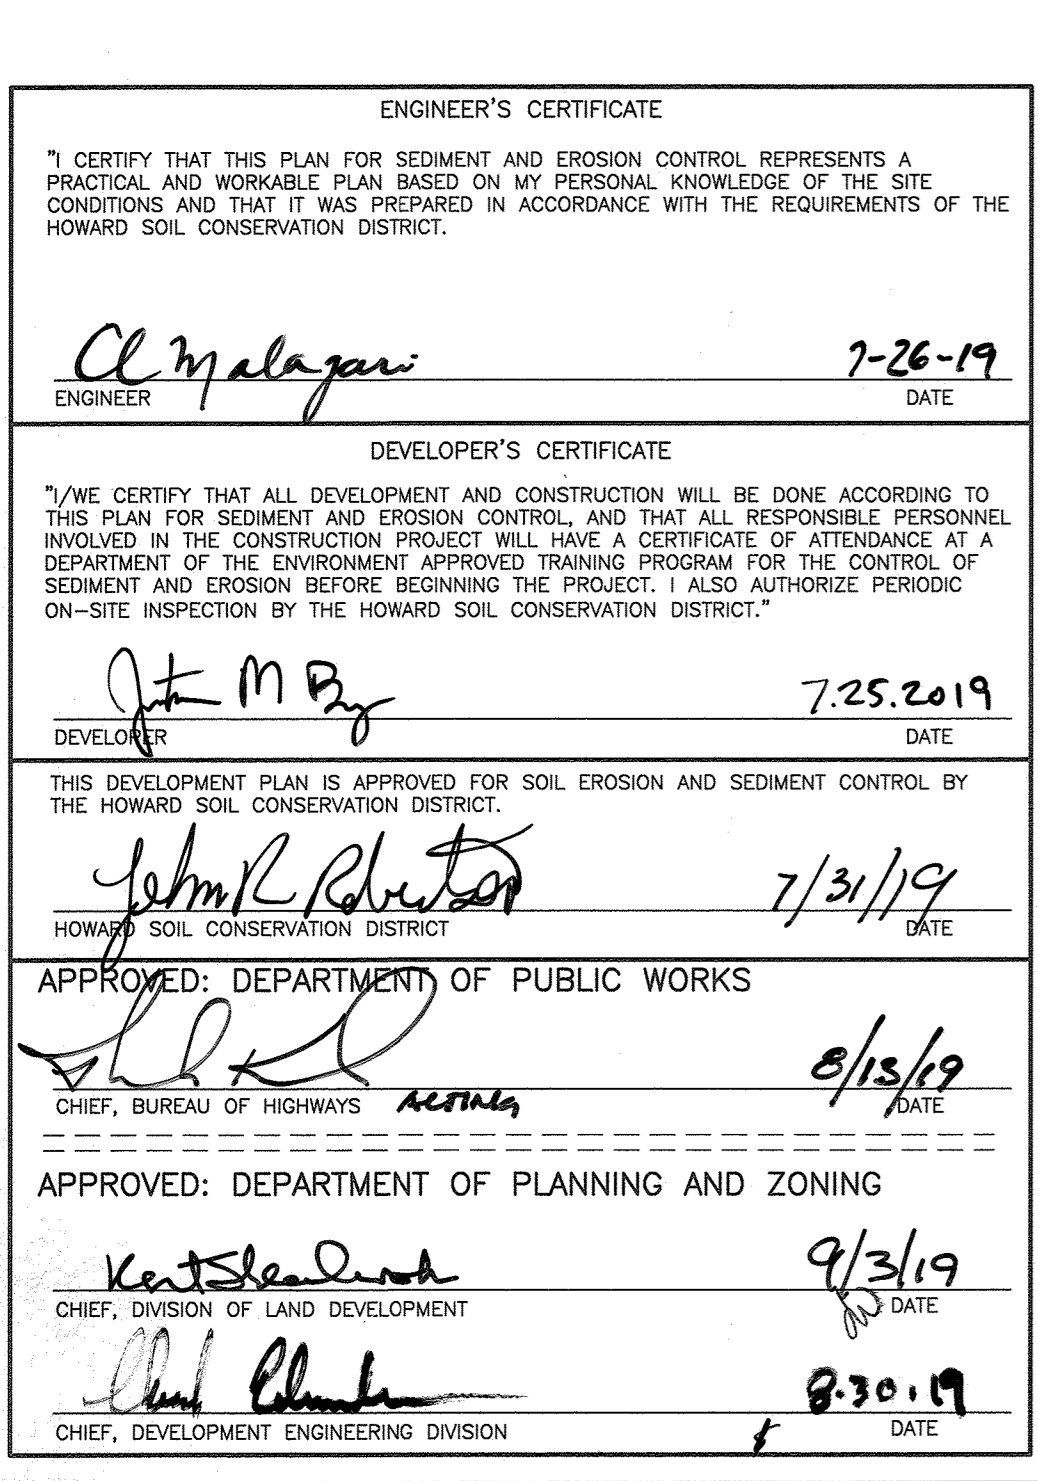 ENGINEER'S CERTIFICATE
"I CERTIFY THAT THIS PLAN FOR SEDIMENT AND EROSION CONTROL REPRESENTS A
PRACTICAL AND WORKABLE PLAN BASED ON MY PERSONAL KNOWLEDGE OF THE SITE
CONDITIONS AND THAT IT WAS PREPARED IN ACCORDANCE WITH THE REQUIREMENTS OF THE
HOWARD SOIL CONSERVATION DISTRICT.
Cl Malagari 7-26-19
ENGINEER DATE
DEVELOPER'S CERTIFICATE
"I/WE CERTIFY THAT ALL DEVELOPMENT AND CONSTRUCTION WILL BE DONE ACCORDING TO
THIS PLAN FOR SEDIMENT AND EROSION CONTROL, AND THAT ALL RESPONSIBLE PERSONNEL
INVOLVED IN THE CONSTRUCTION PROJECT WILL HAVE A CERTIFICATE OF ATTENDANCE AT A
DEPARTMENT OF THE ENVIRONMENT APPROVED TRAINING PROGRAM FOR THE CONTROL OF
SEDIMENT AND EROSION BEFORE BEGINNING THE PROJECT. I ALSO AUTHORIZE PERIODIC
ON-SITE INSPECTION BY THE HOWARD SOIL CONSERVATION DISTRICT."
M 7.25.2019
DEVELOPER DATE
THIS DEVELOPMENT PLAN IS APPROVED FOR SOIL EROSION AND SEDIMENT CONTROL BY
THE HOWARD SOIL CONSERVATION DISTRICT.
John R Robertson 7/31/19
HOWARD SOIL CONSERVATION DISTRICT DATE
APPROVED: DEPARTMENT OF PUBLIC WORKS
8/13/19
CHIEF, BUREAU OF HIGHWAYS ACTING DATE
APPROVED: DEPARTMENT OF PLANNING AND ZONING
Kent 9/3/19
CHIEF, DIVISION OF LAND DEVELOPMENT DATE
8.30.19
CHIEF, DEVELOPMENT ENGINEERING DIVISION DATE